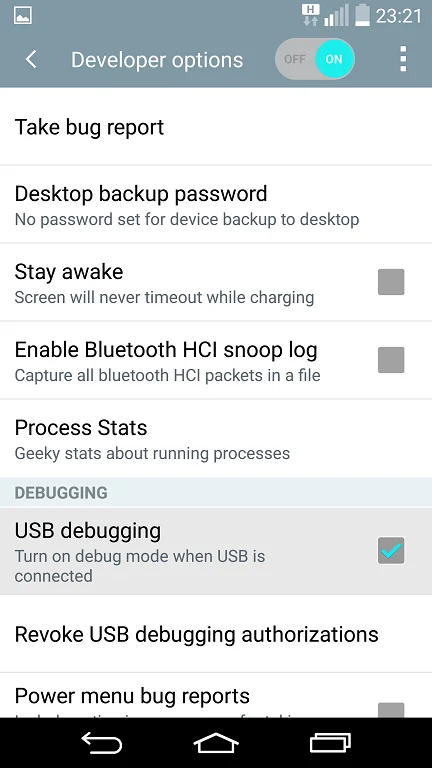 H
23:21
Developer options
OFF
ON
Take bug report
Desktop backup password
No password set for device backup to desktop
Stay awake
Screen will never timeout while charging
Enable Bluetooth HCI snoop log
Capture all bluetooth HCI packets in a file
Process Stats
Geeky stats about running processes
DEBUGGING
USB debugging
Turn on debug mode when USB is
connected
Revoke USB debugging authorizations
Power menu bug reports